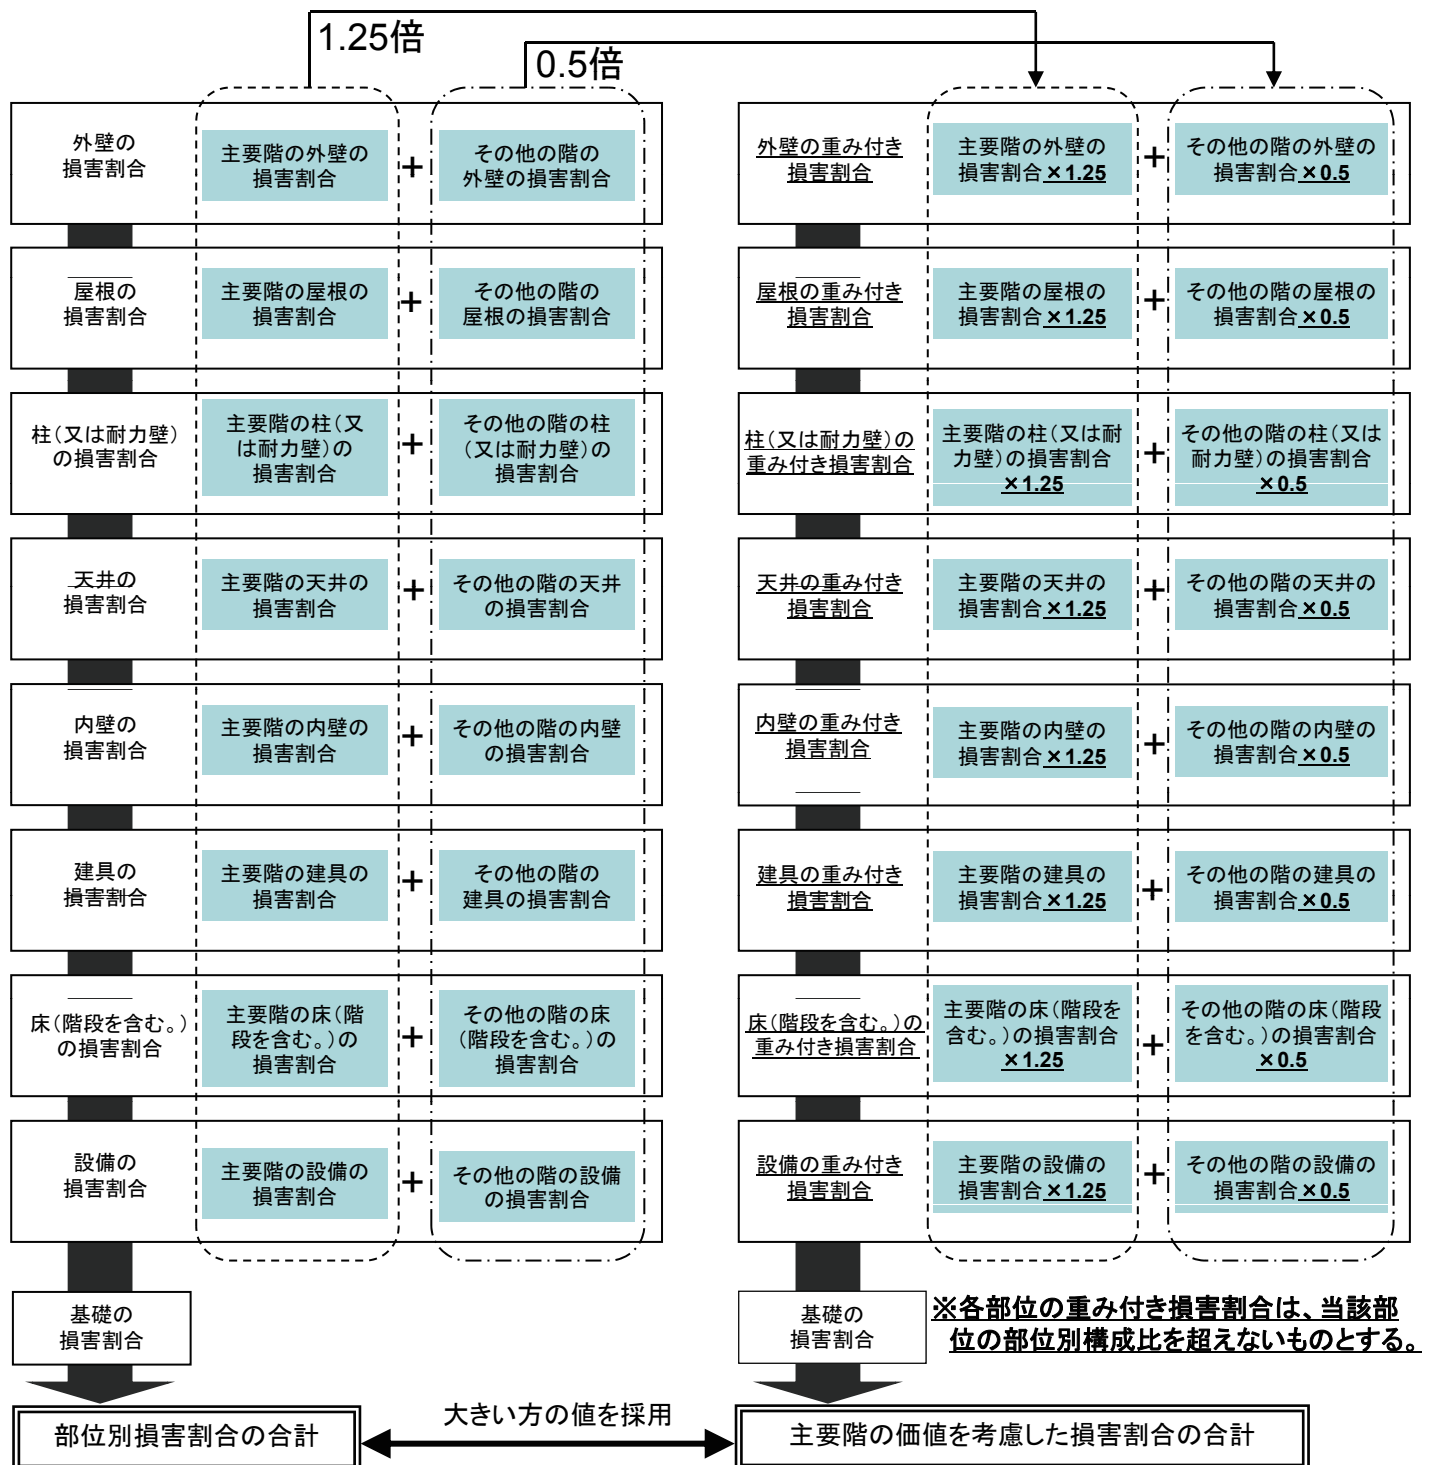 1.25倍
0.5倍
外壁の
損害割合
主要階の外壁の
損害割合
+
その他の階の
外壁の損害割合
外壁の重み付き
損害割合
主要階の外壁の
損害割合×1.25
+
その他の階の外壁の
損害割合×0.5
屋根の
損害割合
主要階の屋根の
損害割合
+
その他の階の
屋根の損害割合
屋根の重み付き
損害割合
主要階の屋根の
損害割合×1.25
+
その他の階の屋根の
損害割合×0.5
柱(又は耐力壁)
の損害割合
主要階の柱(又
は耐力壁)の
損害割合
+
その他の階の柱
(又は耐力壁)の
損害割合
柱(又は耐力壁)の
重み付き損害割合
主要階の柱(又は耐
力壁)の損害割合
×1.25
+
その他の階の柱(又は
耐力壁)の損害割合
×0.5
天井の
損害割合
主要階の天井の
損害割合
+
その他の階の天井
の損害割合
天井の重み付き
損害割合
主要階の天井の
損害割合×1.25
+
その他の階の天井の
損害割合×0.5
内壁の
損害割合
主要階の内壁の
損害割合
+
その他の階の内壁
の損害割合
内壁の重み付き
損害割合
主要階の内壁の
損害割合×1.25
+
その他の階の内壁の
損害割合×0.5
建具の
損害割合
主要階の建具の
損害割合
+
その他の階の
建具の損害割合
建具の重み付き
損害割合
主要階の建具の
損害割合×1.25
+
その他の階の建具の
損害割合×0.5
床(階段を含む。)
の損害割合
主要階の床(階
段を含む。)の
損害割合
+
その他の階の床
(階段を含む。)の
損害割合
床(階段を含む。)の
重み付き損害割合
主要階の床(階段を
含む。)の損害割合
×1.25
+
その他の階の床(階段
を含む。)の損害割合
×0.5
設備の
損害割合
主要階の設備の
損害割合
+
その他の階の設備
の損害割合
設備の重み付き
損害割合
主要階の設備の
損害割合×1.25
+
その他の階の設備の
損害割合×0.5
基礎の
損害割合
基礎の
損害割合
※各部位の重み付き損害割合は、当該部
位の部位別構成比を超えないものとする。
部位別損害割合の合計
大きい方の値を採用
主要階の価値を考慮した損害割合の合計